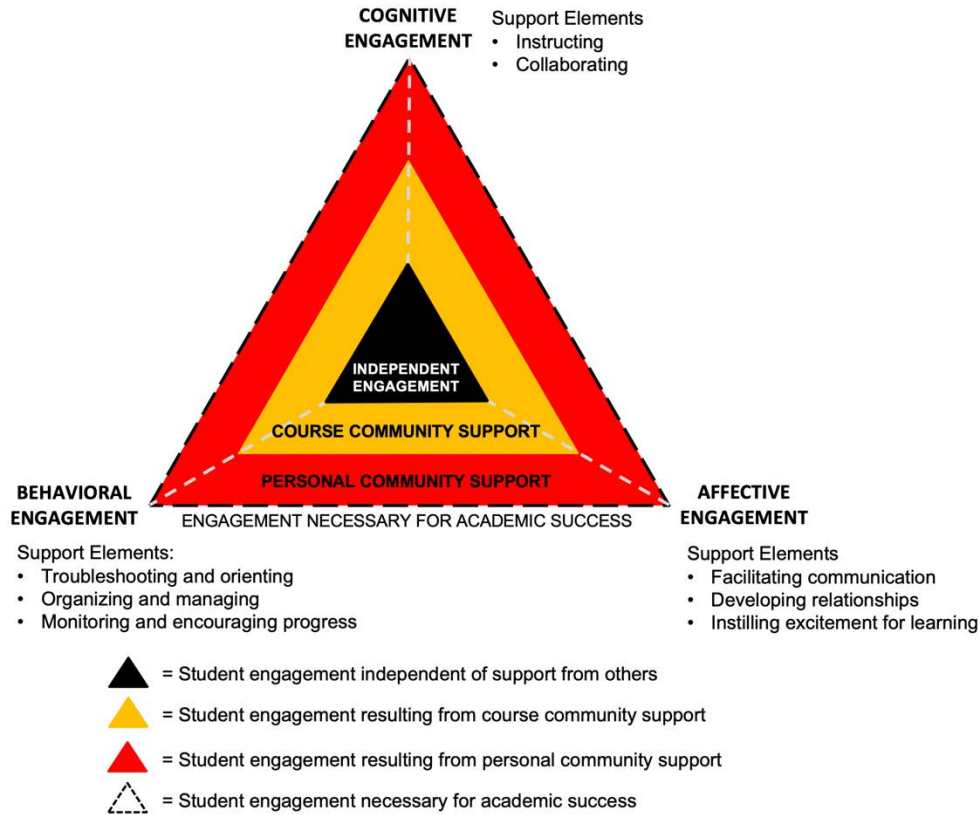 COGNITIVE
ENGAGEMENT
Support Elements
• Instructing
• Collaborating
INDEPENDENT
ENGAGEMENT
COURSE COMMUNITY SUPPORT
PERSONAL COMMUNITY SUPPORT
BEHAVIORAL
ENGAGEMENT
ENGAGEMENT NECESSARY FOR ACADEMIC SUCCESS
AFFECTIVE
ENGAGEMENT
Support Elements:
• Troubleshooting and orienting
• Organizing and managing
• Monitoring and encouraging progress
Support Elements
• Facilitating communication
• Developing relationships
• Instilling excitement for learning
= Student engagement independent of support from others
= Student engagement resulting from course community support
= Student engagement resulting from personal community support
= Student engagement necessary for academic success